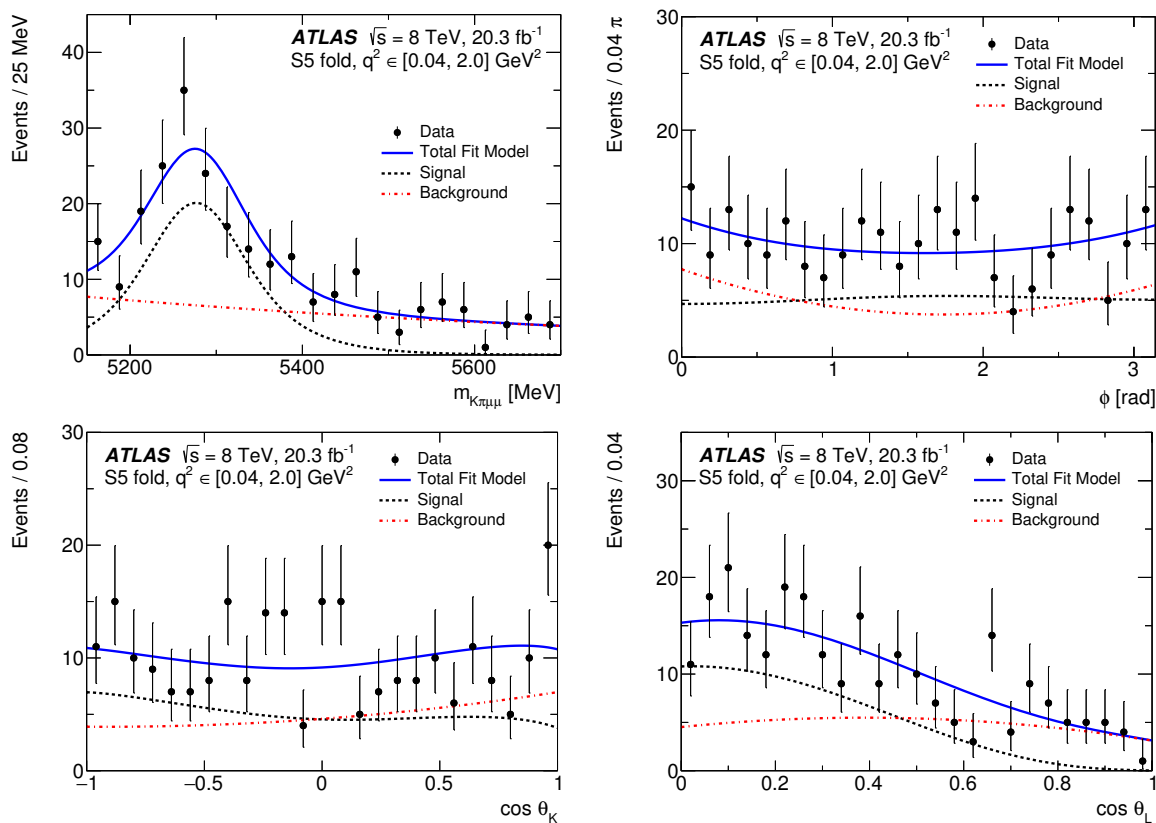 Events / 25 MeV
40
30
20
10
0
ATLAS √s = 8 TeV, 20.3 fb⁻¹
S5 fold, q² ∈ [0.04, 2.0] GeV²
Data
Total Fit Model
Signal
Background
5200
5400
5600
m_Kπμμ [MeV]
Events / 0.04 π
30
20
10
0
ATLAS √s = 8 TeV, 20.3 fb⁻¹
S5 fold, q² ∈ [0.04, 2.0] GeV²
Data
Total Fit Model
Signal
Background
0
1
2
3
φ [rad]
Events / 0.08
30
20
10
0
ATLAS √s = 8 TeV, 20.3 fb⁻¹
S5 fold, q² ∈ [0.04, 2.0] GeV²
Data
Total Fit Model
Signal
Background
−1
−0.5
0
0.5
1
cos θ_K
Events / 0.04
30
20
10
0
ATLAS √s = 8 TeV, 20.3 fb⁻¹
S5 fold, q² ∈ [0.04, 2.0] GeV²
Data
Total Fit Model
Signal
Background
0
0.2
0.4
0.6
0.8
1
cos θ_L